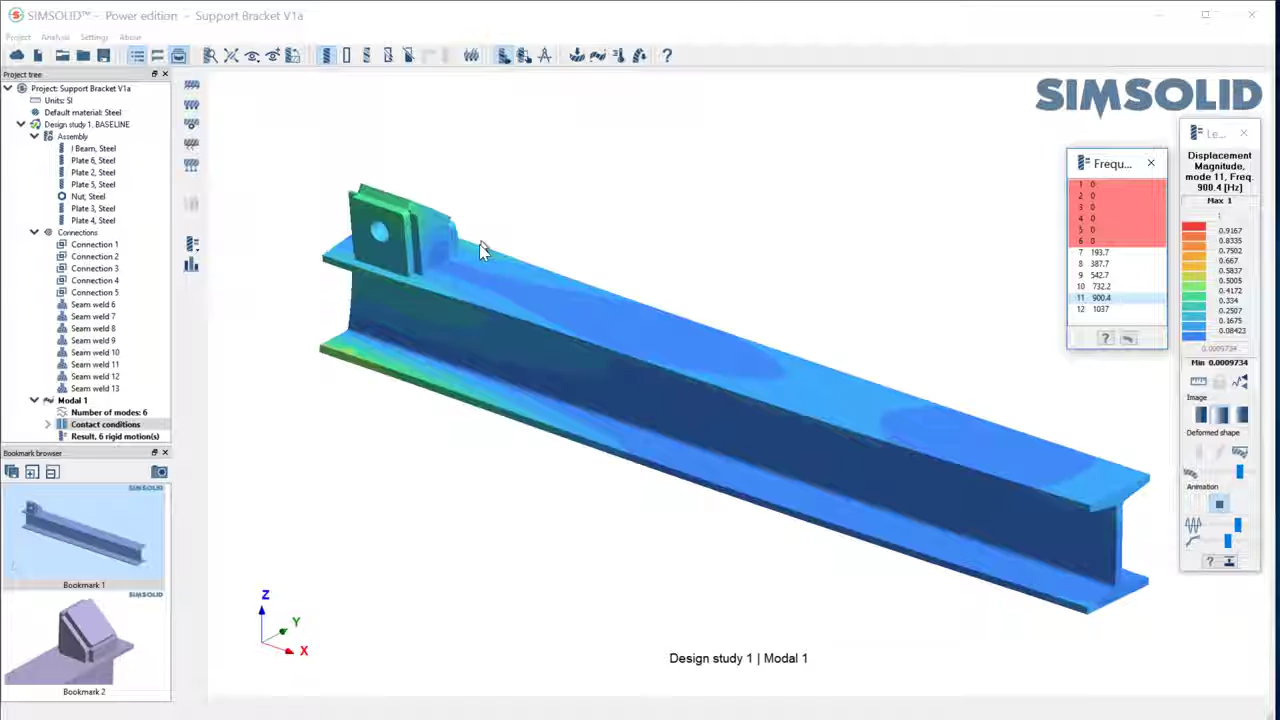 SIMSOLID™ - Power edition - Support Bracket V1a
Project Analysis Settings About
Project tree
Project: Support Bracket V1a
Units: SI
Default material: Steel
Design study 1. BASELINE
Assembly
I Beam, Steel
Plate 6, Steel
Plate 2, Steel
Plate 5, Steel
Nut, Steel
Plate 3, Steel
Plate 4, Steel
Connections
Connection 1
Connection 2
Connection 3
Connection 4
Connection 5
Seam weld 6
Seam weld 7
Seam weld 8
Seam weld 9
Seam weld 10
Seam weld 11
Seam weld 12
Seam weld 13
Modal 1
Number of modes: 6
Contact conditions
Result, 6 rigid motion(s)
Bookmark browser
SIMSOLID
Bookmark 1
SIMSOLID
Bookmark 2
Z
Y
X
Design study 1 | Modal 1
SIMSOLID
Frequ...
1 0
2 0
3 0
4 0
5 0
6 0
7 193.7
8 387.7
9 542.7
10 732.2
11 900.4
12 1037
Le...
Displacement
Magnitude,
mode 11, Freq.
900.4 [Hz]
Max 1
1
0.9167
0.8335
0.7502
0.667
0.5837
0.5005
0.4172
0.334
0.2507
0.1675
0.08423
0.0009734
Min 0.0009734
Image
Deformed shape
Animation